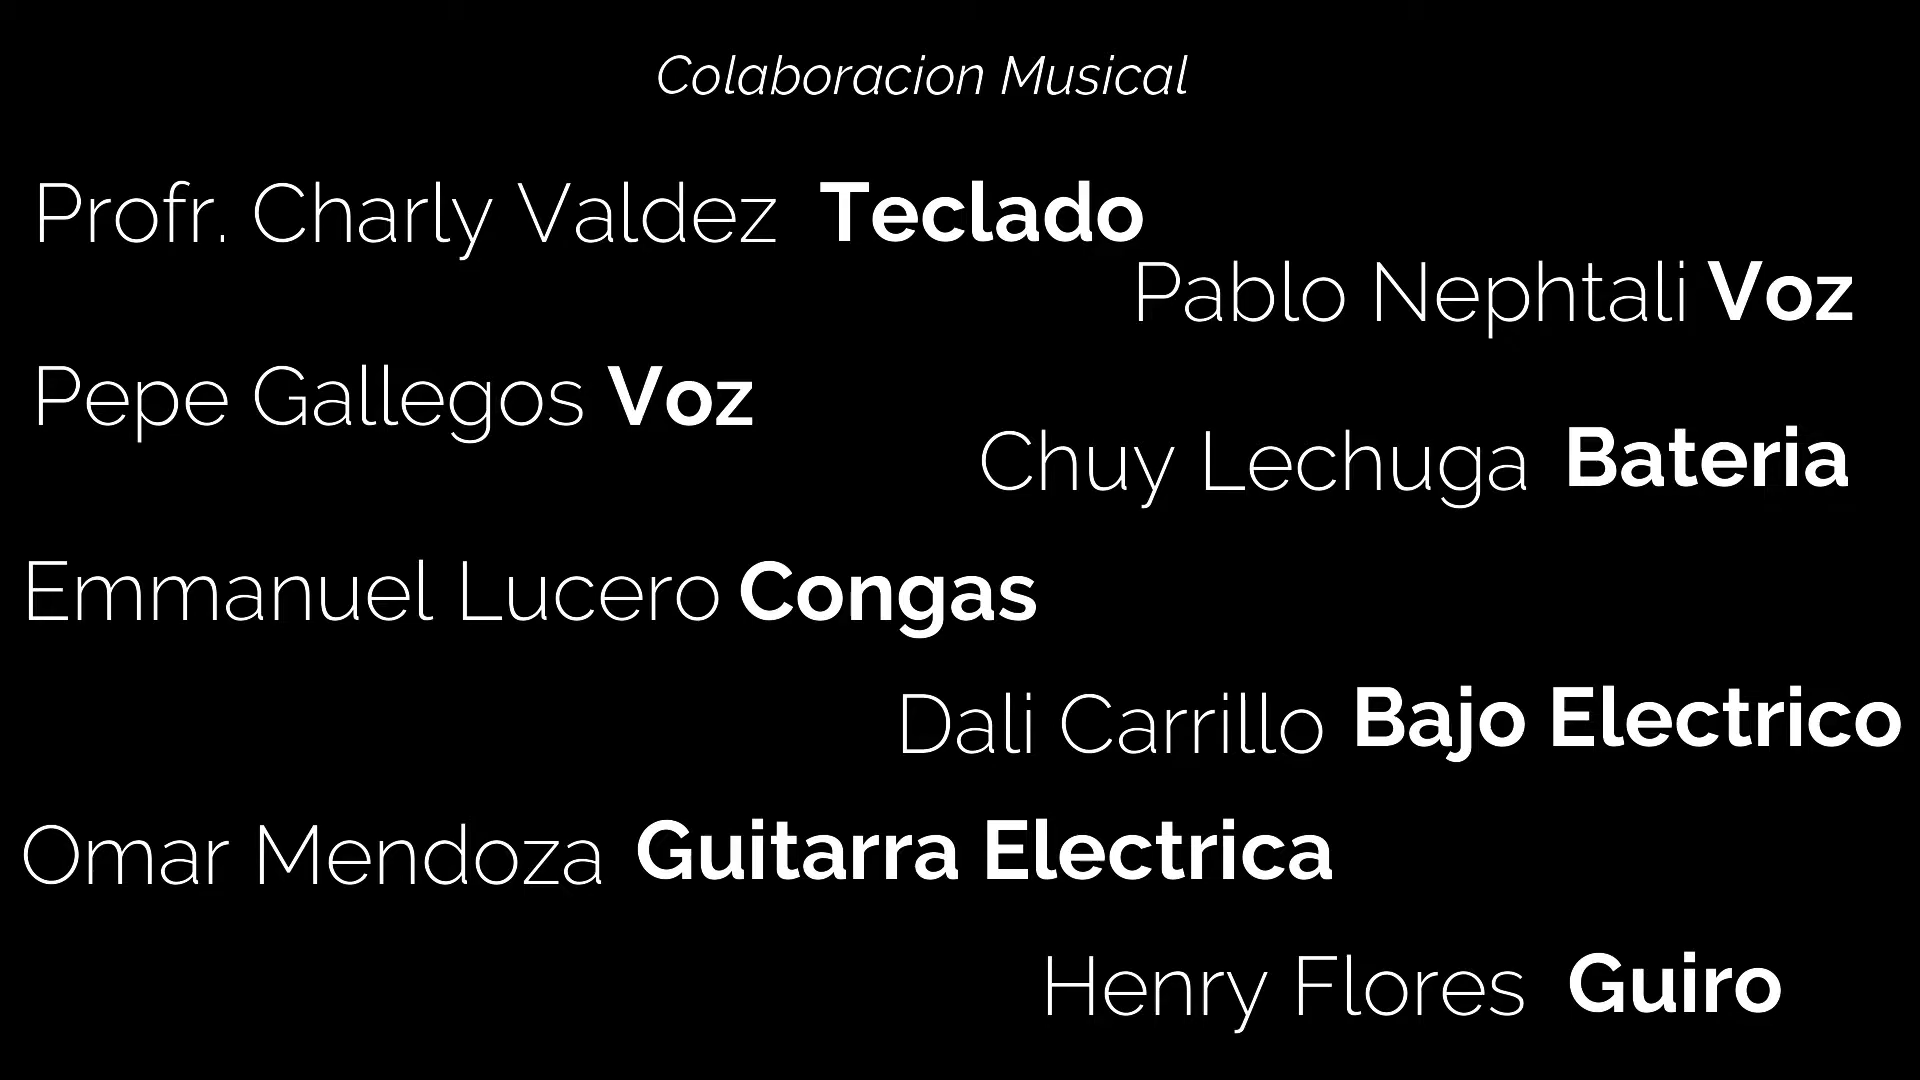 Colaboracion Musical
Profr. Charly Valdez Teclado
Pablo Nephtali Voz
Pepe Gallegos Voz
Chuy Lechuga Bateria
Emmanuel Lucero Congas
Dali Carrillo Bajo Electrico
Omar Mendoza Guitarra Electrica
Henry Flores Guiro